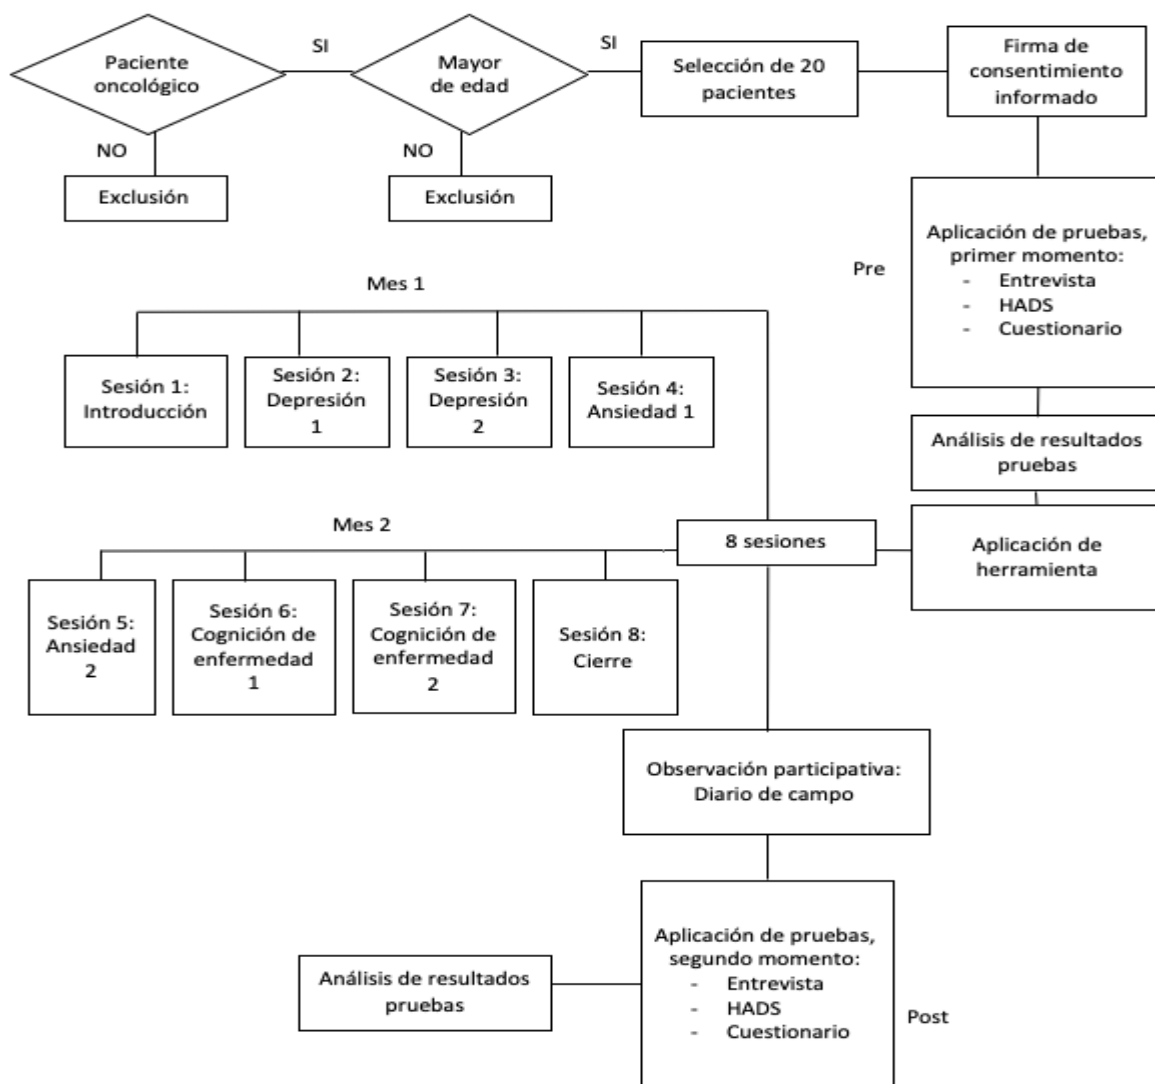 Paciente
oncológico
SI
Mayor
de edad
SI
Selección de 20
pacientes
Firma de
consentimiento
informado
NO
Exclusión
NO
Exclusión
Pre
Aplicación de pruebas,
primer momento:
- Entrevista
- HADS
- Cuestionario
Mes 1
Sesión 1:
Introducción
Sesión 2:
Depresión
1
Sesión 3:
Depresión
2
Sesión 4:
Ansiedad 1
Análisis de resultados
pruebas
Mes 2
8 sesiones
Aplicación de
herramienta
Sesión 5:
Ansiedad
2
Sesión 6:
Cognición de
enfermedad
1
Sesión 7:
Cognición de
enfermedad
2
Sesión 8:
Cierre
Observación participativa:
Diario de campo
Aplicación de pruebas,
segundo momento:
- Entrevista
- HADS
- Cuestionario
Análisis de resultados
pruebas
Post